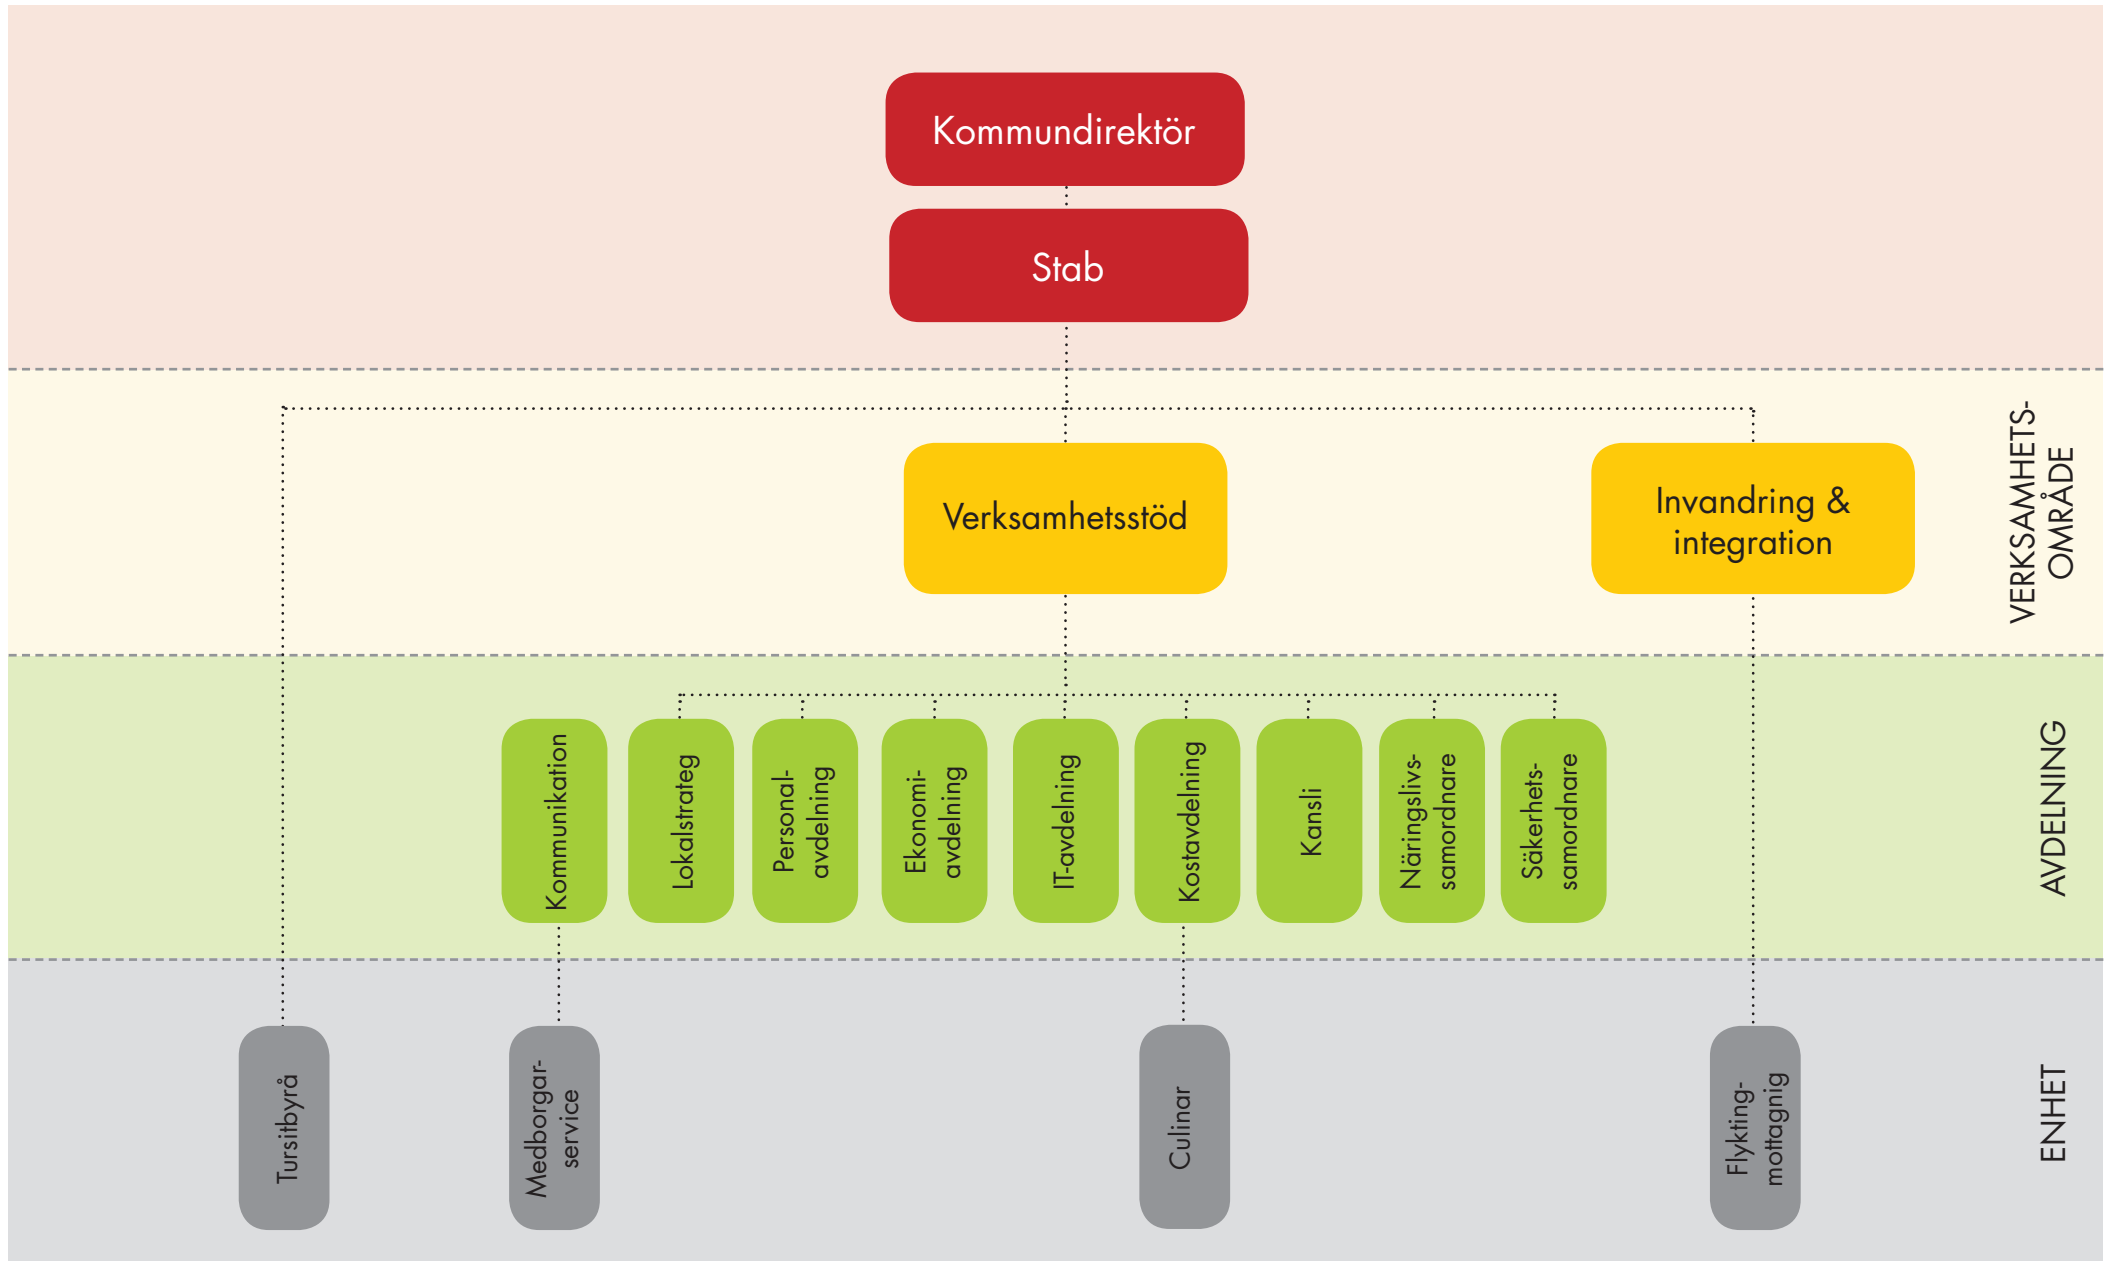 Kommundirektör
Stab
VERKSAMHETS-
OMRÅDE
Verksamhetsstöd
Invandring &
integration
AVDELNING
Kommunikation
Lokalstrateg
Personal-
avdelning
Ekonomi-
avdelning
IT-avdelning
Kostavdelning
Kansli
Näringslivs-
samordnare
Säkerhets-
samordnare
ENHET
Tursitbyrå
Medborgar-
service
Culinar
Flykting-
mottagnig